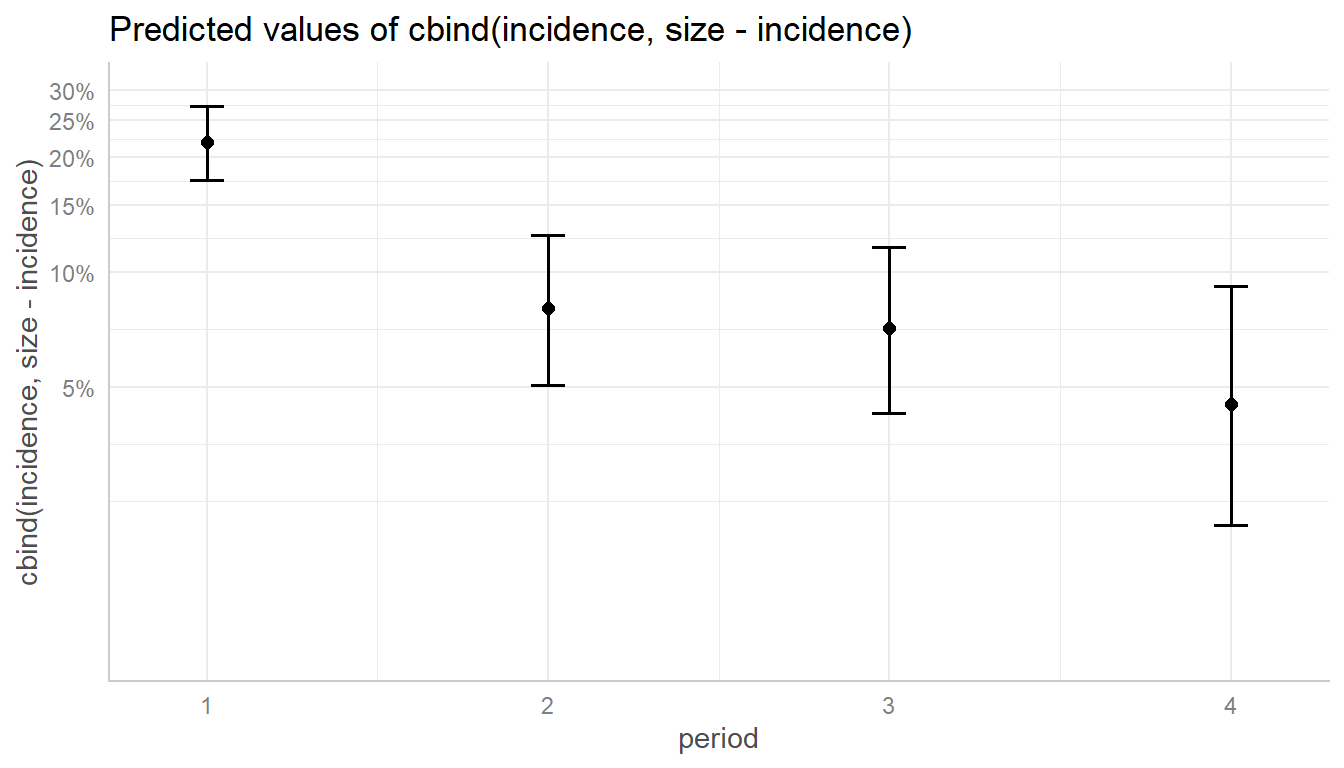 Predicted values of cbind(incidence, size - incidence)
cbind(incidence, size - incidence)
30%
25%
20%
15%
10%
5%
1 2 3 4
period